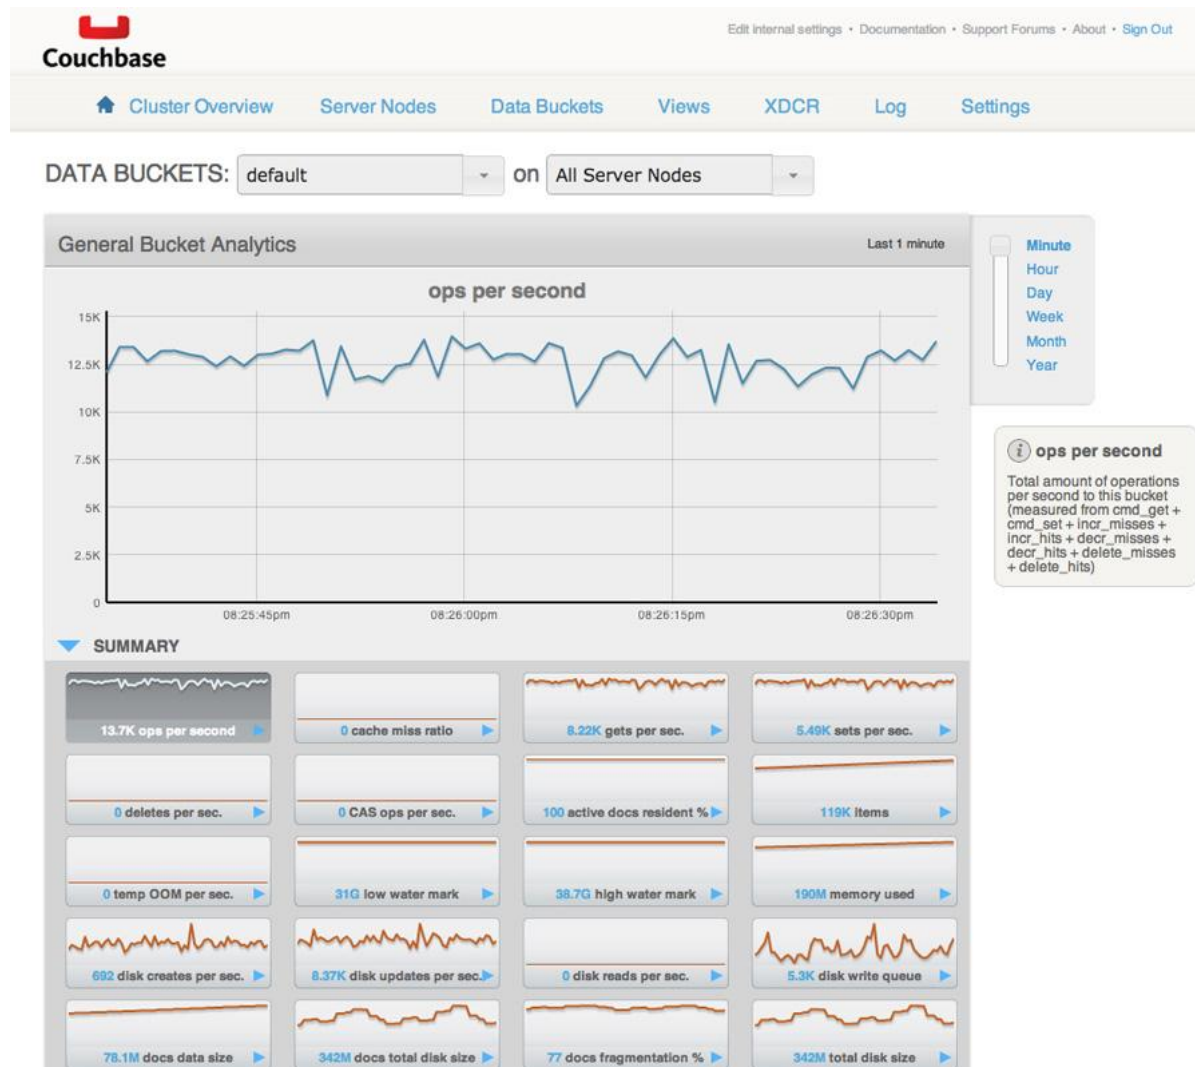 Couchbase
Edit internal settings • Documentation • Support Forums • About • Sign Out
Cluster Overview Server Nodes Data Buckets Views XDCR Log Settings
DATA BUCKETS: default on All Server Nodes
General Bucket Analytics Last 1 minute
ops per second
15K
12.5K
10K
7.5K
5K
2.5K
0
08:25:45pm 08:26:00pm 08:26:15pm 08:26:30pm
Minute
Hour
Day
Week
Month
Year
i ops per second
Total amount of operations
per second to this bucket
(measured from cmd_get +
cmd_set + incr_misses +
incr_hits + decr_misses +
decr_hits + delete_misses
+ delete_hits)
SUMMARY
13.7K ops per second 0 cache miss ratio 8.22K gets per sec. 5.49K sets per sec.
0 deletes per sec. 0 CAS ops per sec. 100 active docs resident % 119K items
0 temp OOM per sec. 31G low water mark 38.7G high water mark 190M memory used
692 disk creates per sec. 8.37K disk updates per sec. 0 disk reads per sec. 5.3K disk write queue
78.1M docs data size 342M docs total disk size 77 docs fragmentation % 342M total disk size